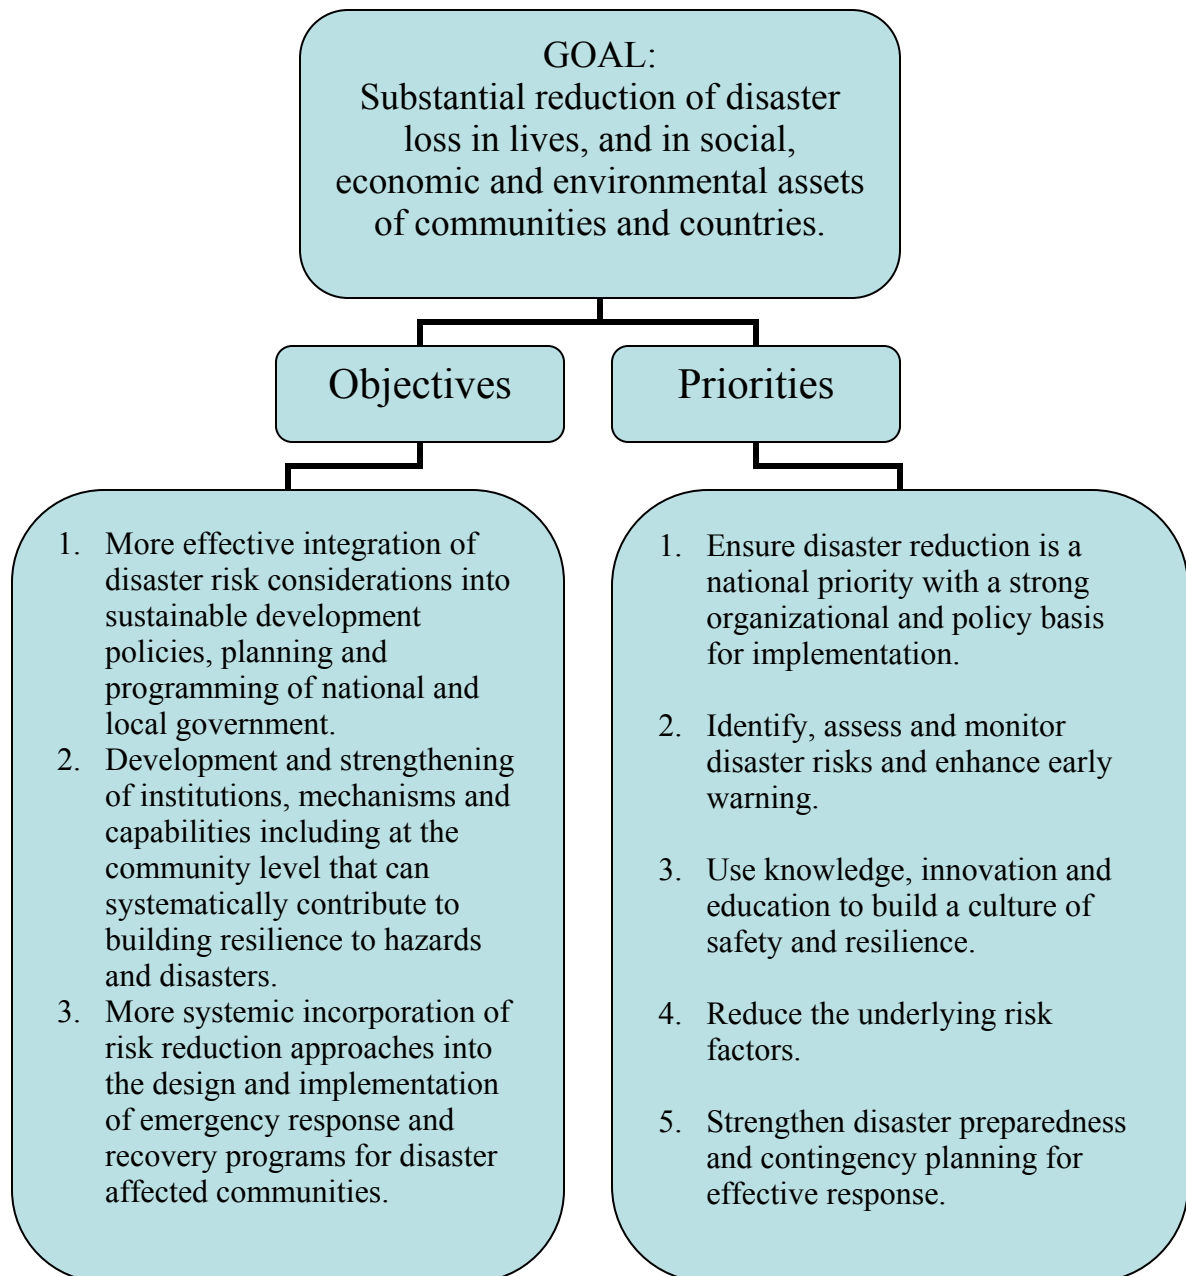 GOAL:
Substantial reduction of disaster
loss in lives, and in social,
economic and environmental assets
of communities and countries.
Objectives
Priorities
1. More effective integration of
disaster risk considerations into
sustainable development
policies, planning and
programming of national and
local government.
2. Development and strengthening
of institutions, mechanisms and
capabilities including at the
community level that can
systematically contribute to
building resilience to hazards
and disasters.
3. More systemic incorporation of
risk reduction approaches into
the design and implementation
of emergency response and
recovery programs for disaster
affected communities.
1. Ensure disaster reduction is a
national priority with a strong
organizational and policy basis
for implementation.
2. Identify, assess and monitor
disaster risks and enhance early
warning.
3. Use knowledge, innovation and
education to build a culture of
safety and resilience.
4. Reduce the underlying risk
factors.
5. Strengthen disaster preparedness
and contingency planning for
effective response.